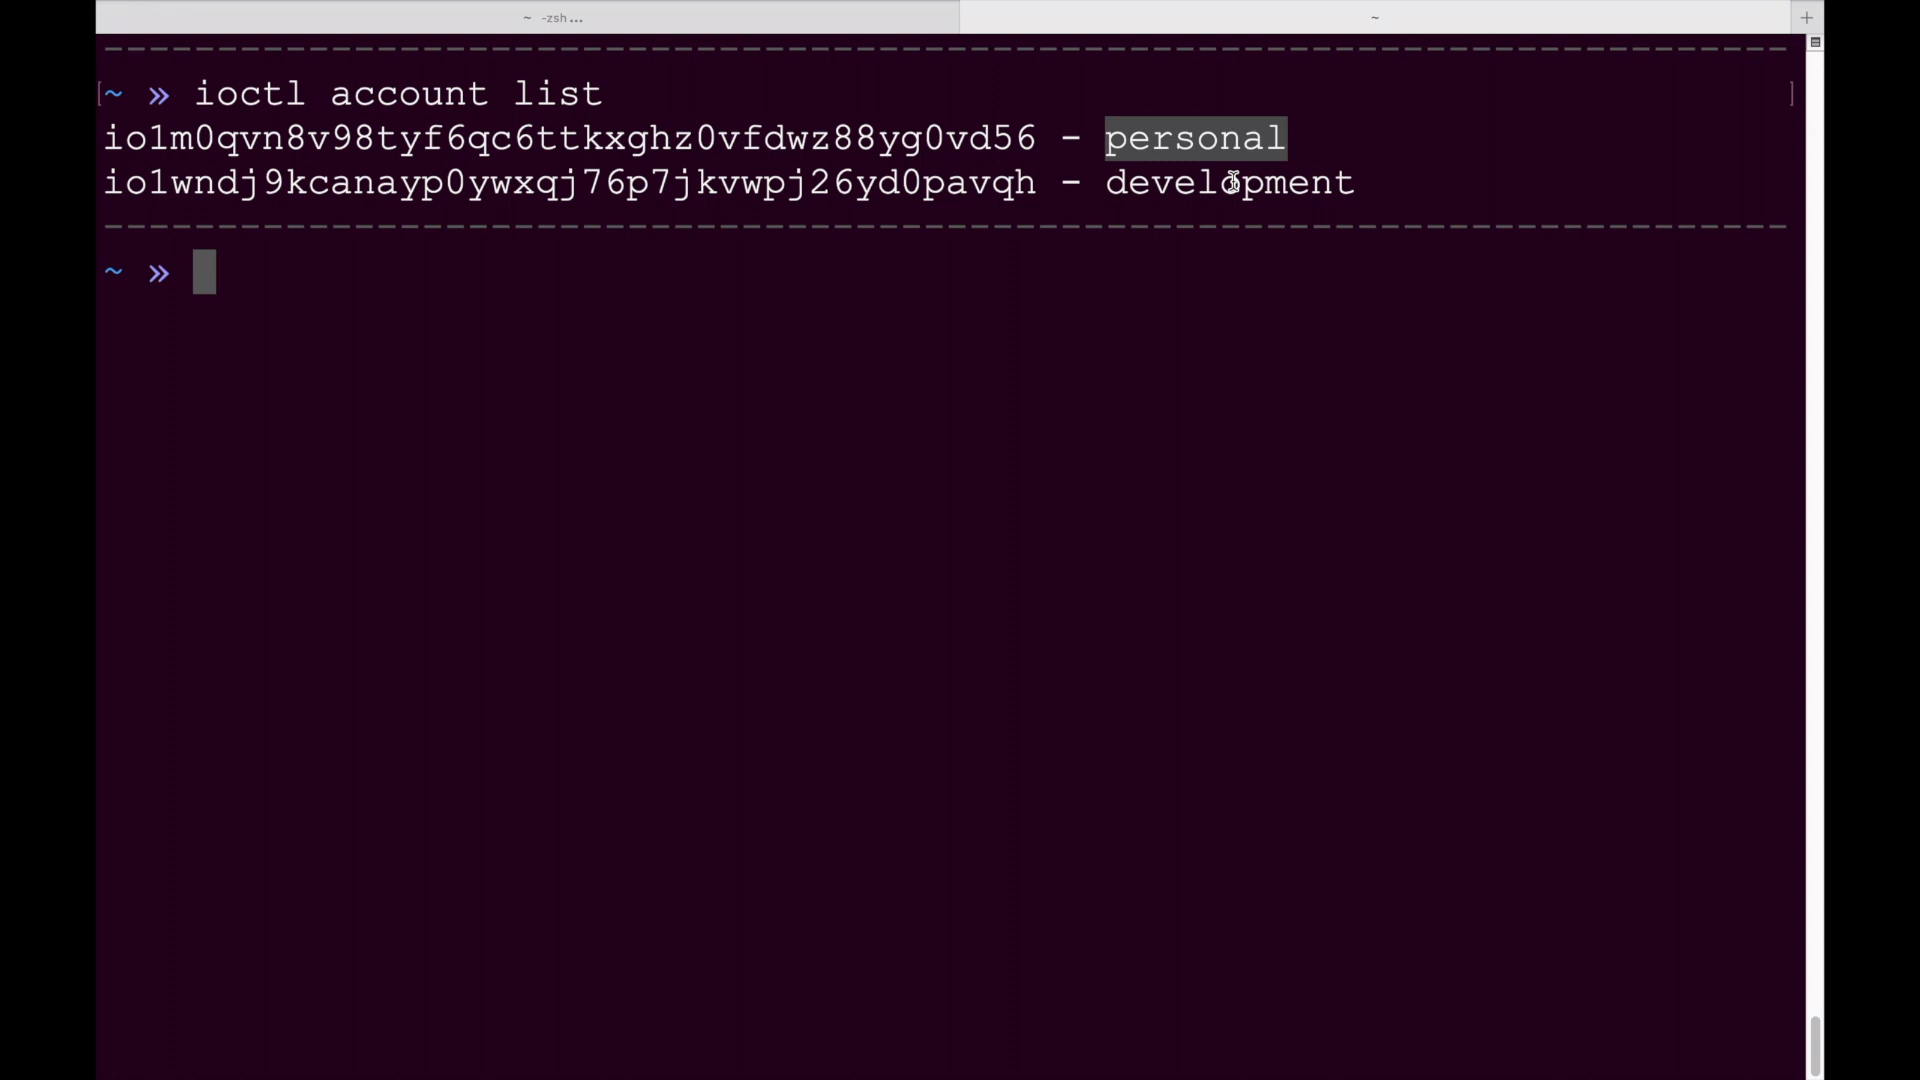 ~ -zsh...
~
~ » ioctl account list
io1m0qvn8v98tyf6qc6ttkxghz0vfdwz88yg0vd56 - personal
io1wndj9kcanayp0ywxqj76p7jkvwpj26yd0pavqh - development
~ »